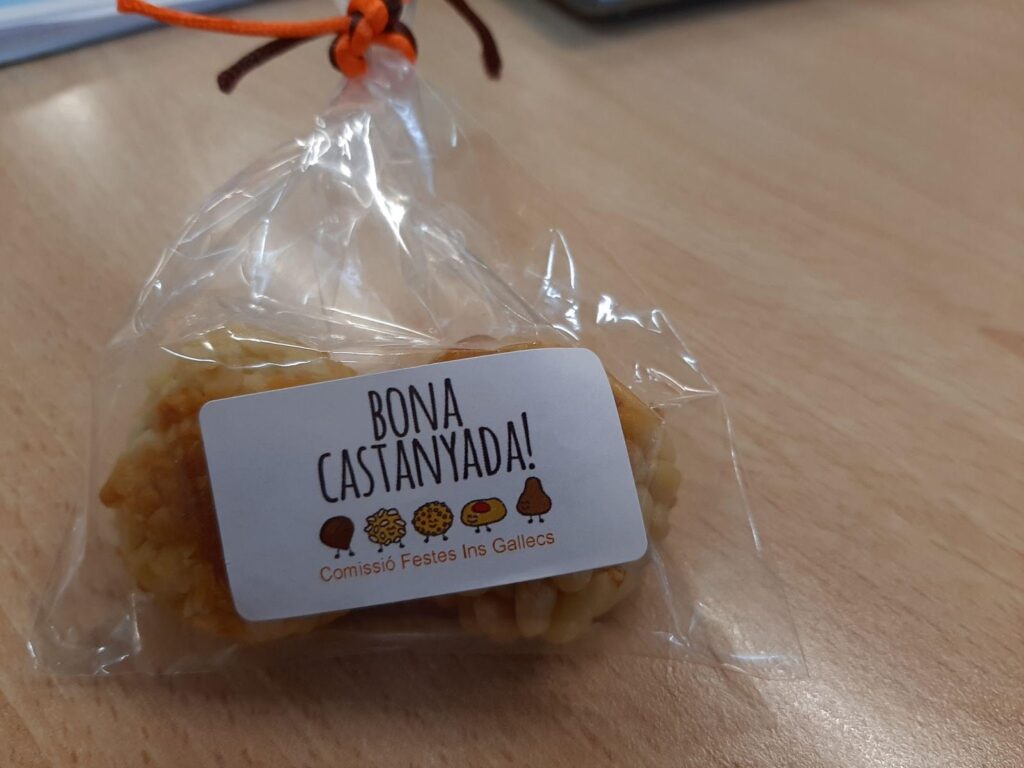 BONA
CASTANYADA!
Comissió Festes Ins Gallecs